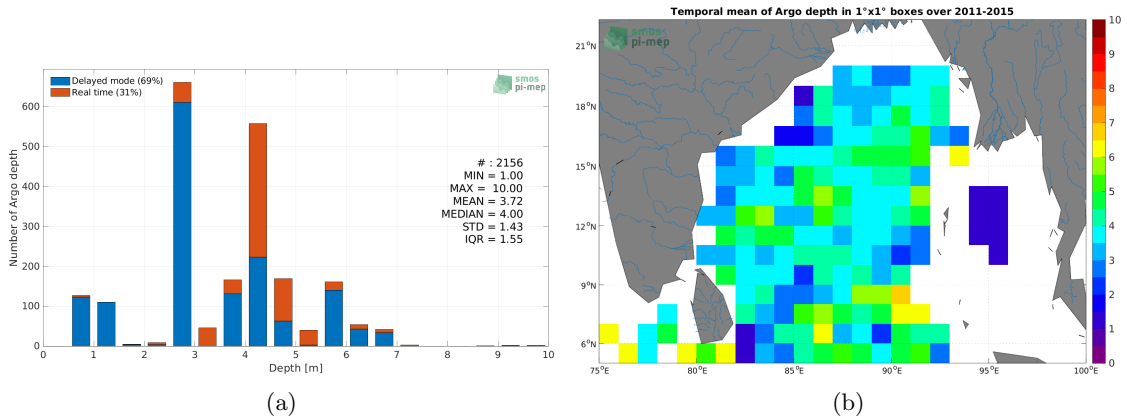 Delayed mode (69%)
Real time (31%)
smos
pi-mep
# : 2156
MIN = 1.00
MAX = 10.00
MEAN = 3.72
MEDIAN = 4.00
STD = 1.43
IQR = 1.55
Number of Argo depth
600
500
400
300
200
100
0
0 1 2 3 4 5 6 7 8 9 10
Depth [m]
(a)
Temporal mean of Argo depth in 1°x1° boxes over 2011-2015
smos
pi-mep
21°N
18°N
15°N
12°N
9°N
6°N
75°E 80°E 85°E 90°E 95°E 100°E
10
9
8
7
6
5
4
3
2
1
0
(b)